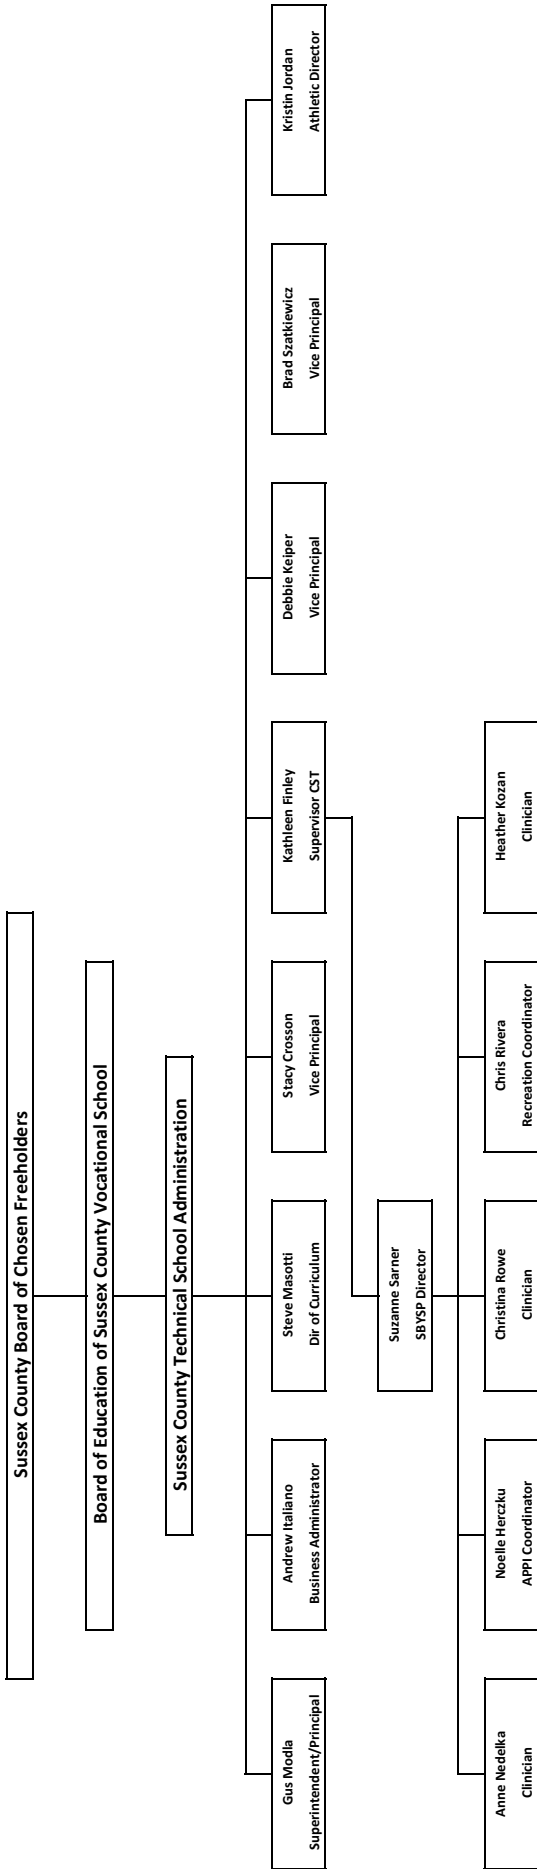 Sussex County Board of Chosen Freeholders
Board of Education of Sussex County Vocational School
Sussex County Technical School Administration
Gus Modla
Superintendent/Principal
Andrew Italiano
Business Administrator
Steve Masotti
Dir of Curriculum
Stacy Crosson
Vice Principal
Kathleen Finley
Supervisor CST
Debbie Keiper
Vice Principal
Brad Szatkiewicz
Vice Principal
Kristin Jordan
Athletic Director
Suzanne Sarner
SBYSP Director
Anne Nedelka
Clinician
Noelle Herczku
APPI Coordinator
Christina Rowe
Clinician
Chris Rivera
Recreation Coordinator
Heather Kozan
Clinician